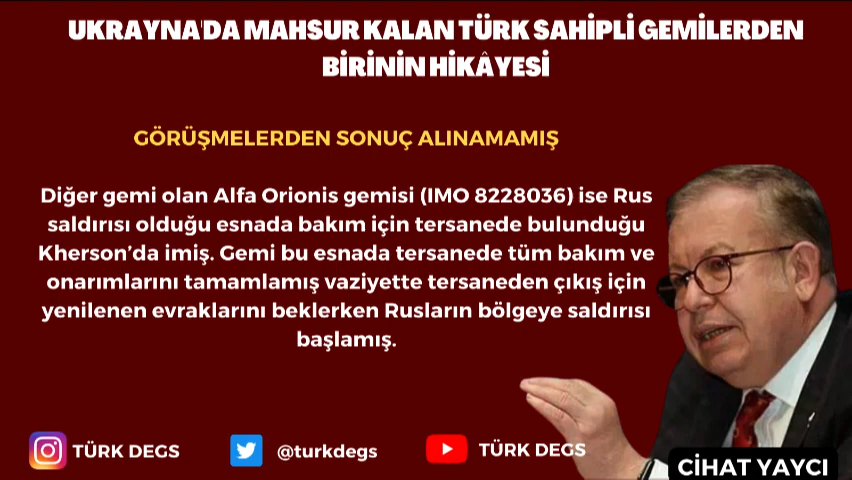 UKRAYNA'DA MAHSUR KALAN TÜRK SAHİPLİ GEMİLERDEN
BİRİNİN HİKÂYESİ
GÖRÜŞMELERDEN SONUÇ ALINAMAMIŞ
Diğer gemi olan Alfa Orionis gemisi (IMO 8228036) ise Rus
saldırısı olduğu esnada bakım için tersanede bulunduğu
Kherson’da imiş. Gemi bu esnada tersanede tüm bakım ve
onarımlarını tamamlamış vaziyette tersaneden çıkış için
yenilenen evraklarını beklerken Rusların bölgeye saldırısı
başlamış.
TÜRK DEGS
@turkdegs
TÜRK DEGS
CİHAT YAYCI